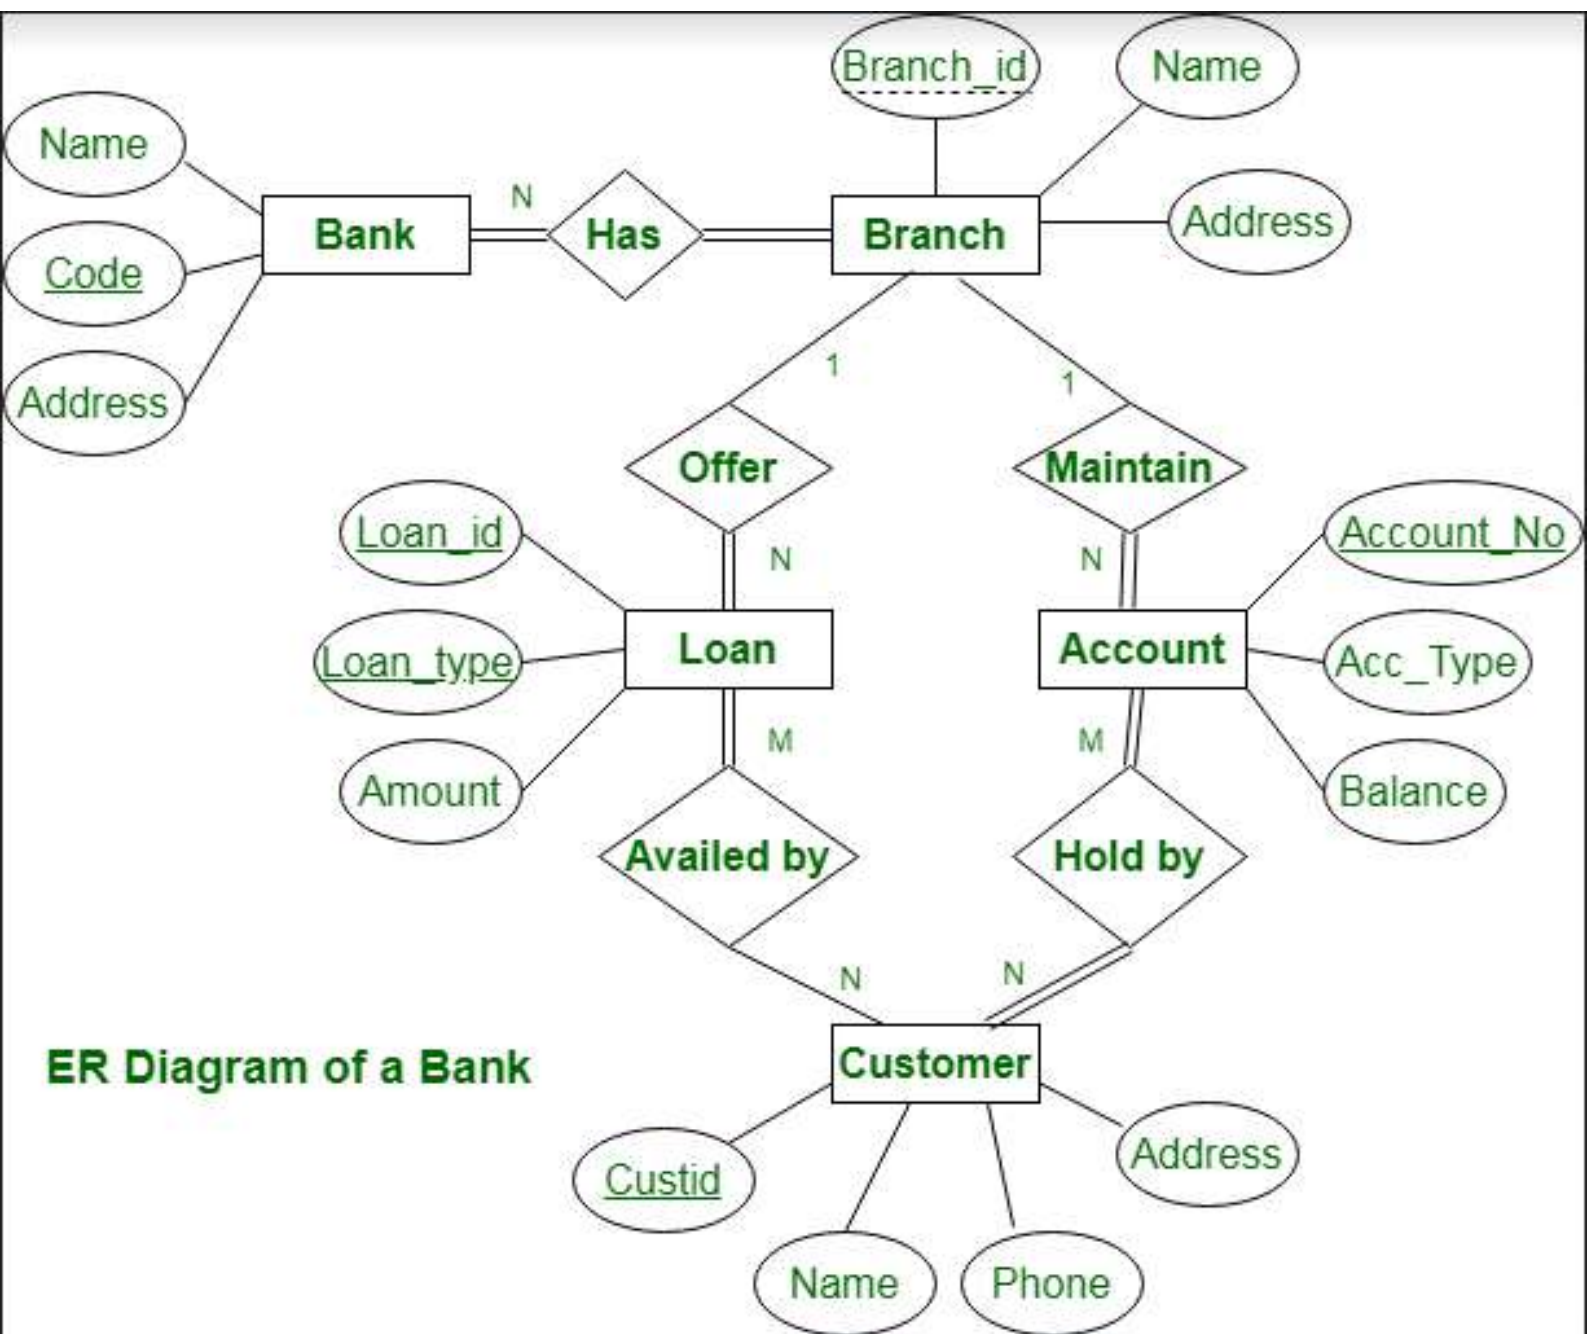 Branch_id
Name
Name
Address
N
Bank
Has
Branch
Code
1
1
Address
Offer
Maintain
Loan_id
N
N
Account_No
Loan
Account
Loan_type
Acc_Type
M
M
Amount
Balance
Availed by
Hold by
N
N
ER Diagram of a Bank
Customer
Address
Custid
Name
Phone